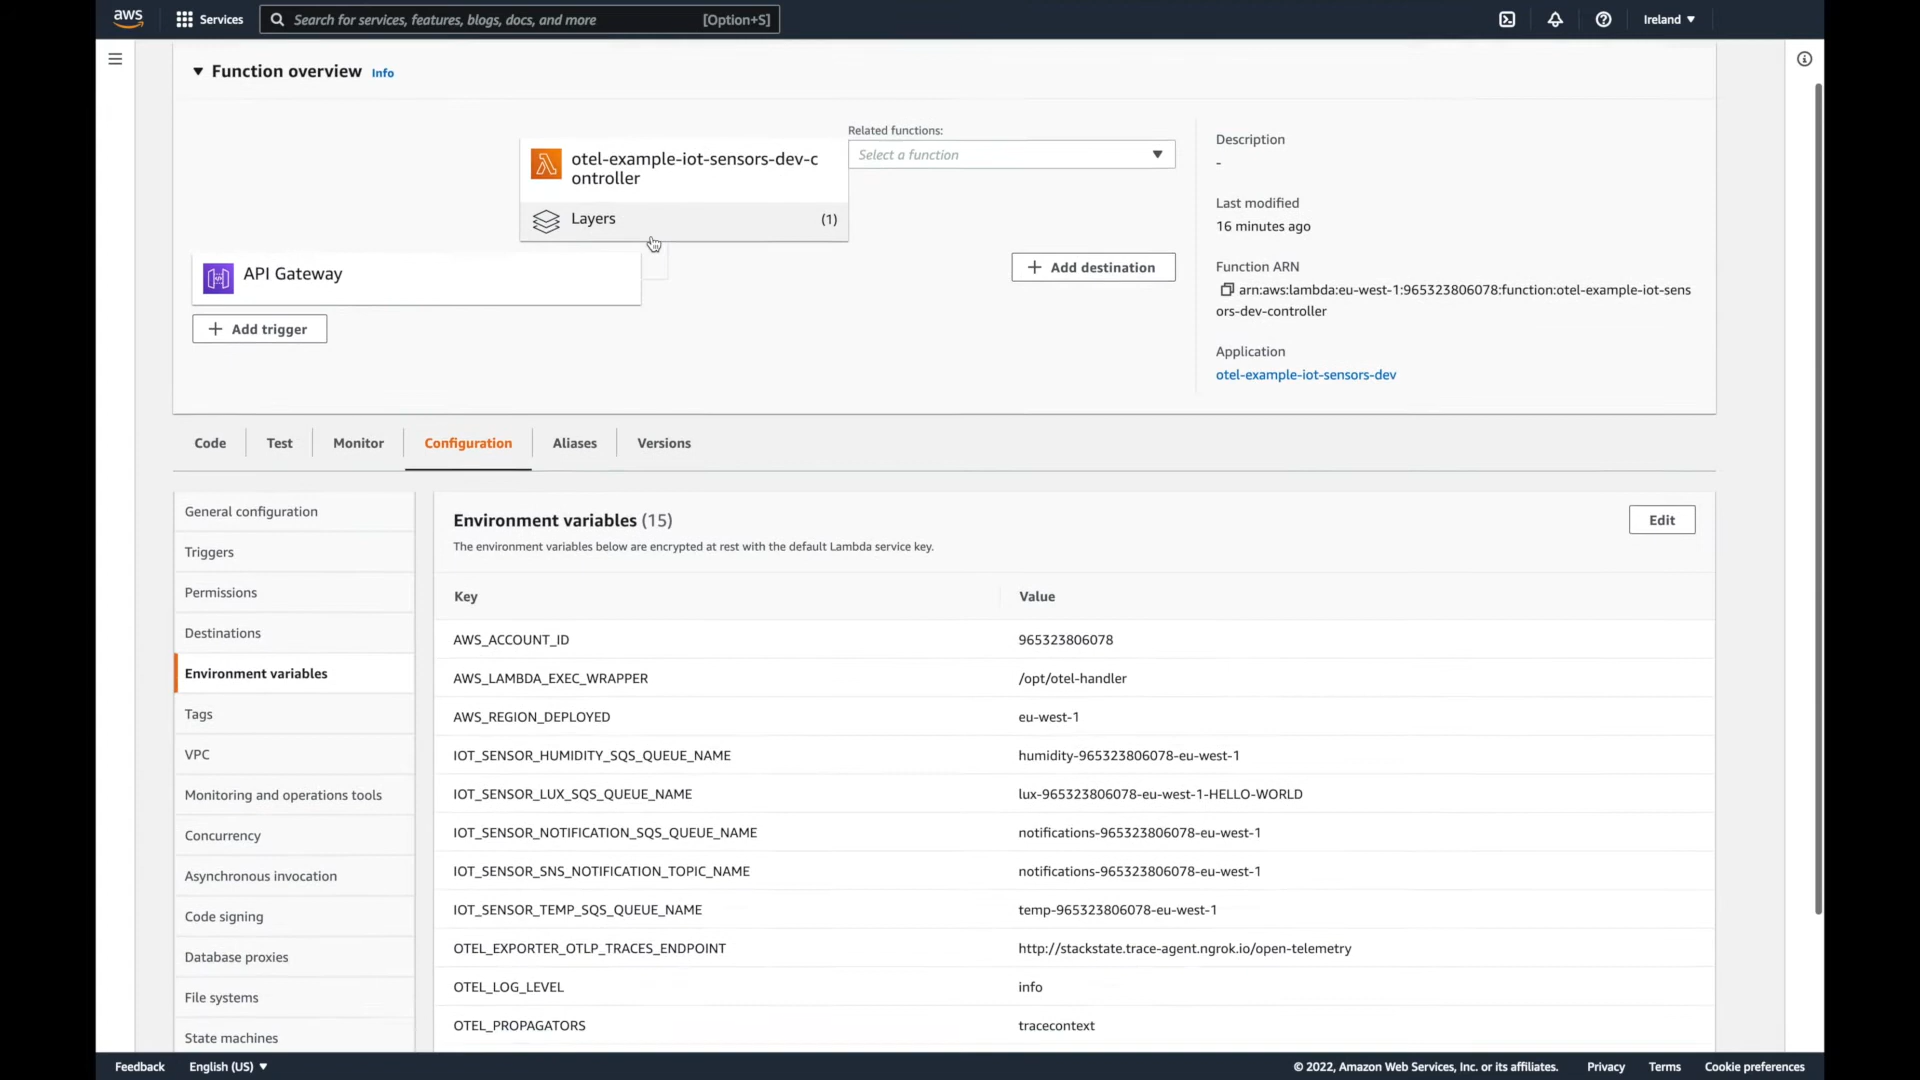 aws
Services
Search for services, features, blogs, docs, and more
[Option+S]
Ireland
Function overview
Info
otel-example-iot-sensors-dev-c
ontroller
Layers
(1)
Related functions:
Select a function
API Gateway
Add trigger
Add destination
Description
-
Last modified
16 minutes ago
Function ARN
arn:aws:lambda:eu-west-1:965323806078:function:otel-example-iot-sens
ors-dev-controller
Application
otel-example-iot-sensors-dev
Code
Test
Monitor
Configuration
Aliases
Versions
General configuration
Triggers
Permissions
Destinations
Environment variables
Tags
VPC
Monitoring and operations tools
Concurrency
Asynchronous invocation
Code signing
Database proxies
File systems
State machines
Environment variables (15)
Edit
The environment variables below are encrypted at rest with the default Lambda service key.
Key Value
AWS_ACCOUNT_ID 965323806078
AWS_LAMBDA_EXEC_WRAPPER /opt/otel-handler
AWS_REGION_DEPLOYED eu-west-1
IOT_SENSOR_HUMIDITY_SQS_QUEUE_NAME humidity-965323806078-eu-west-1
IOT_SENSOR_LUX_SQS_QUEUE_NAME lux-965323806078-eu-west-1-HELLO-WORLD
IOT_SENSOR_NOTIFICATION_SQS_QUEUE_NAME notifications-965323806078-eu-west-1
IOT_SENSOR_SNS_NOTIFICATION_TOPIC_NAME notifications-965323806078-eu-west-1
IOT_SENSOR_TEMP_SQS_QUEUE_NAME temp-965323806078-eu-west-1
OTEL_EXPORTER_OTLP_TRACES_ENDPOINT http://stackstate.trace-agent.ngrok.io/open-telemetry
OTEL_LOG_LEVEL info
OTEL_PROPAGATORS tracecontext
Feedback
English (US)
© 2022, Amazon Web Services, Inc. or its affiliates.
Privacy
Terms
Cookie preferences